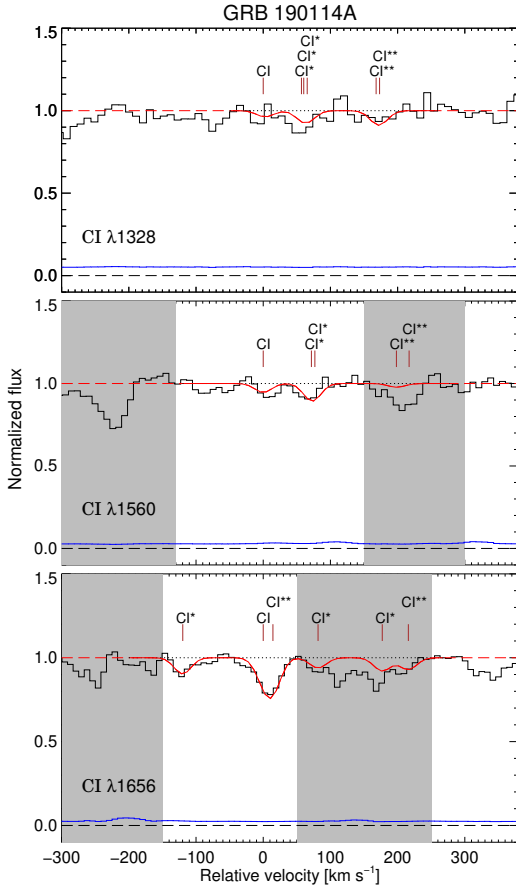 GRB 190114A
1.5
CI*
CI* CI**
CI CI* CI**
1.0
0.5
CI λ1328
0.0
1.5
CI* CI**
CI CI* CI**
1.0
Normalized flux
0.5
CI λ1560
0.0
1.5
CI** CI**
CI* CI CI* CI*
1.0
0.5
CI λ1656
0.0
−300 −200 −100 0 100 200 300
Relative velocity [km s⁻¹]